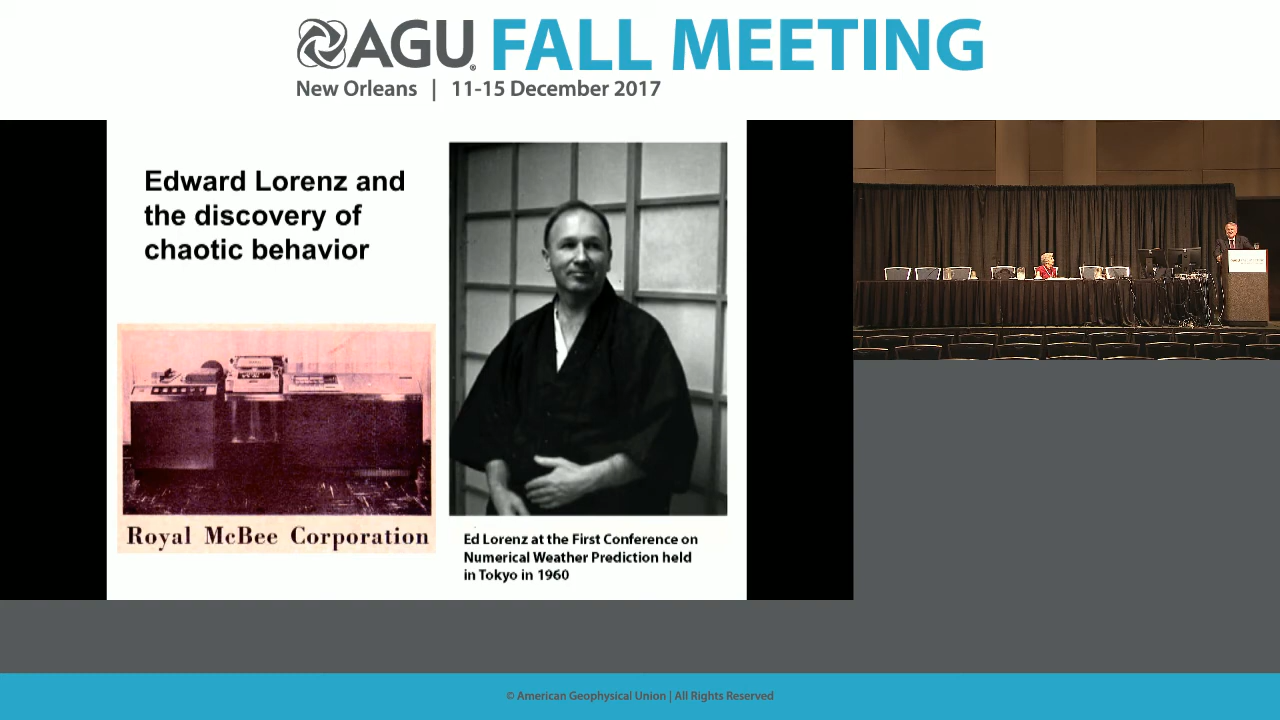 AGU FALL MEETING
New Orleans | 11-15 December 2017
Edward Lorenz and
the discovery of
chaotic behavior
Royal McBee Corporation
Ed Lorenz at the First Conference on
Numerical Weather Prediction held
in Tokyo in 1960
© American Geophysical Union | All Rights Reserved